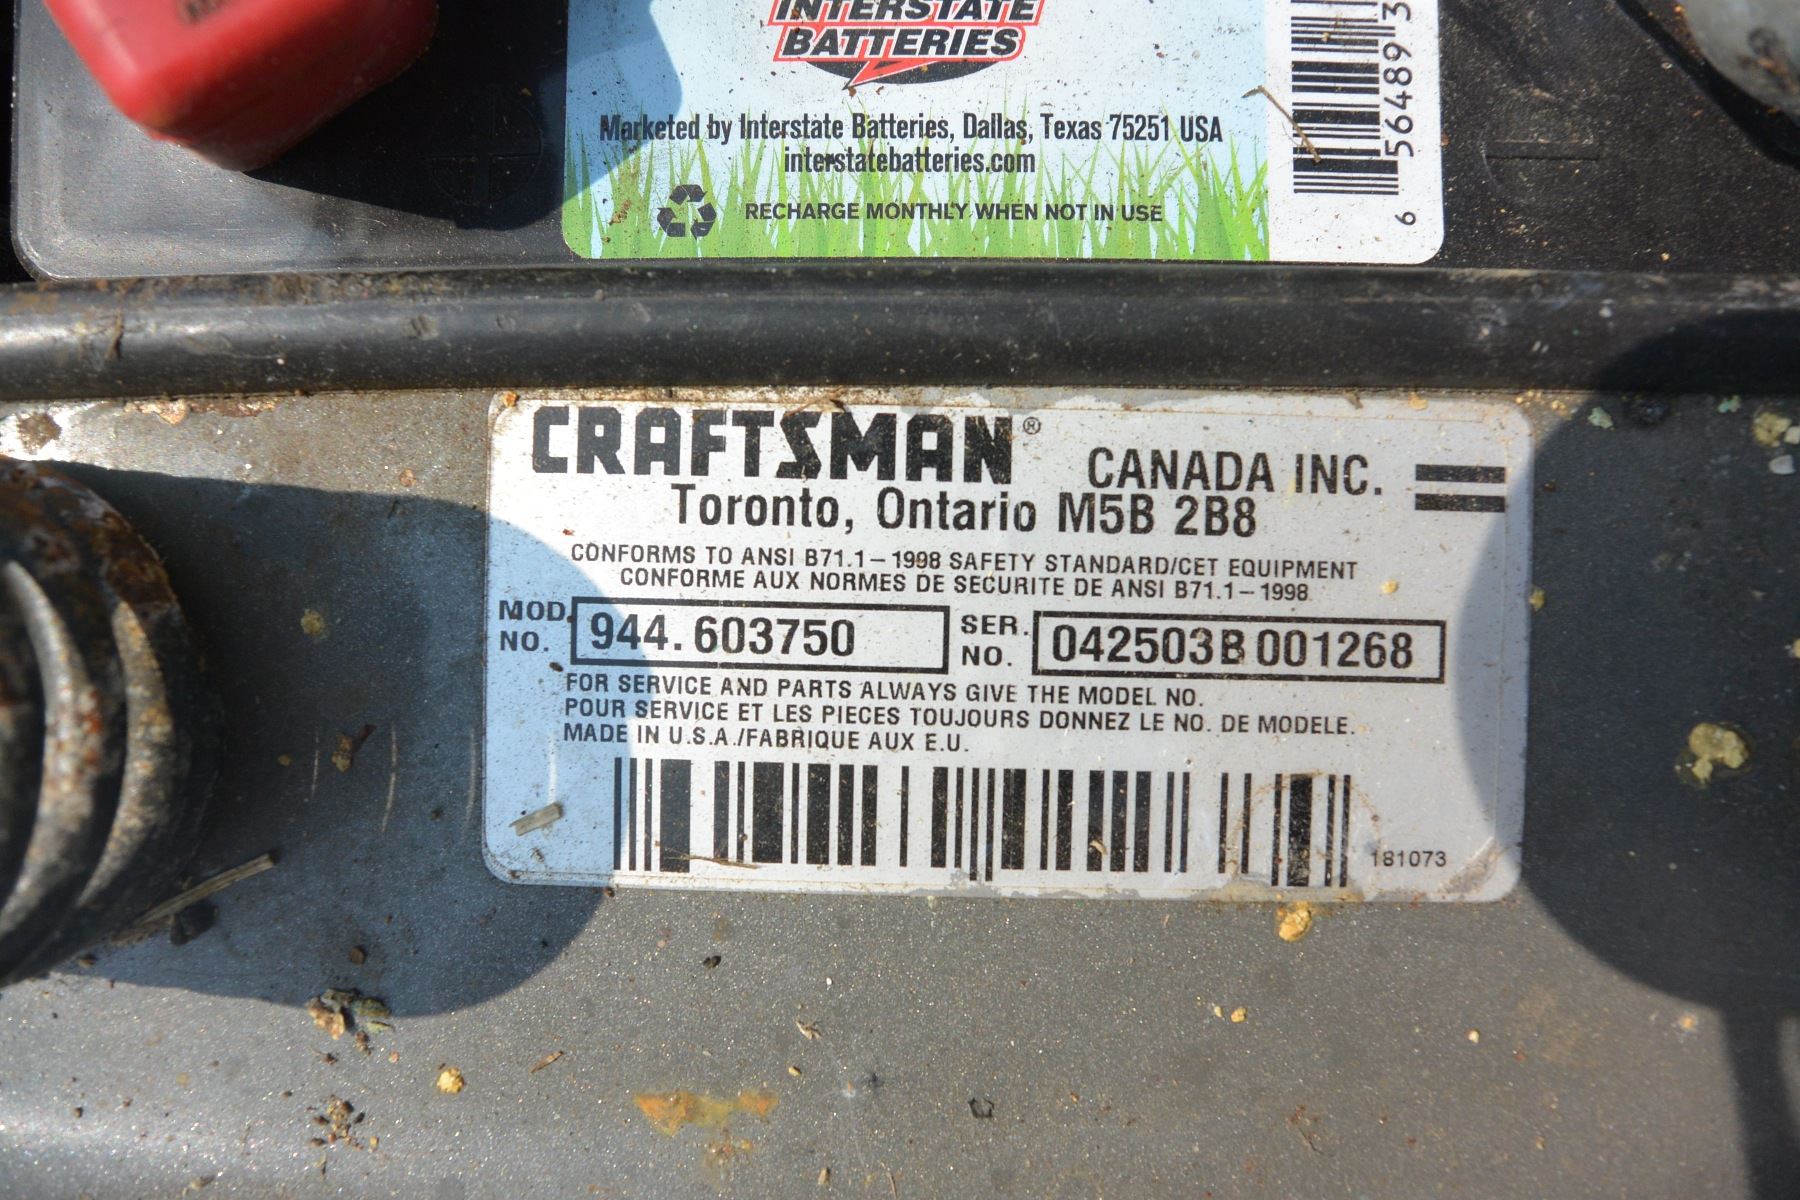 INTERSTATE
BATTERIES
Marketed by Interstate Batteries, Dallas, Texas 75251 USA
interstatebatteries.com
RECHARGE MONTHLY WHEN NOT IN USE
6 56489 3
CRAFTSMAN® CANADA INC.
Toronto, Ontario M5B 2B8
CONFORMS TO ANSI B71.1-1998 SAFETY STANDARD/CET EQUIPMENT
CONFORME AUX NORMES DE SECURITE DE ANSI B71.1-1998
MOD. NO. 944.603750 SER. NO. 042503B 001268
FOR SERVICE AND PARTS ALWAYS GIVE THE MODEL NO.
POUR SERVICE ET LES PIECES TOUJOURS DONNEZ LE NO. DE MODELE.
MADE IN U.S.A./FABRIQUE AUX E.U.
181073